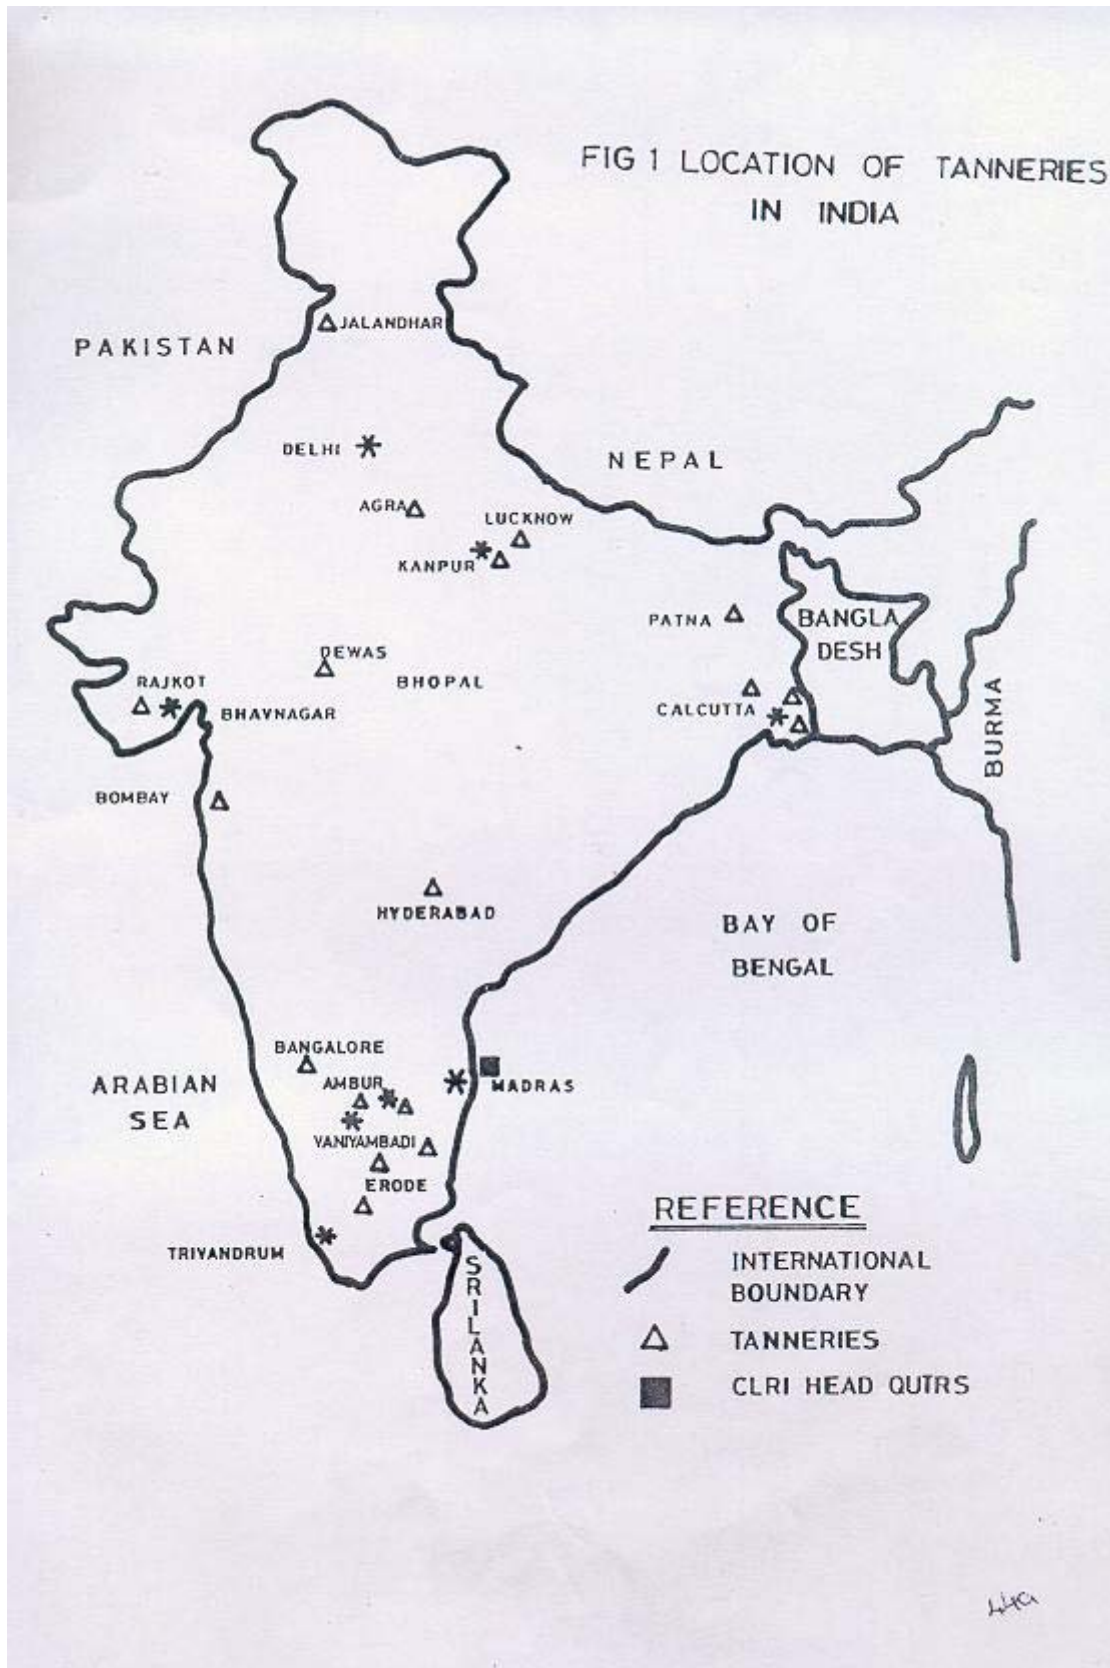 FIG 1 LOCATION OF TANNERIES
IN INDIA
JALANDHAR
PAKISTAN
DELHI
NEPAL
AGRA
LUCKNOW
KANPUR
PATNA
BANGLA
DESH
DEWAS
BHOPAL
RAJKOT
BHAVNAGAR
CALCUTTA
BURMA
BOMBAY
HYDERABAD
BAY OF
BENGAL
BANGALORE
ARABIAN
SEA
AMBUR
MADRAS
VANIYAMBADI
ERODE
TRIVANDRUM
SRILANKA
REFERENCE
INTERNATIONAL
BOUNDARY
TANNERIES
CLRI HEAD QUTRS